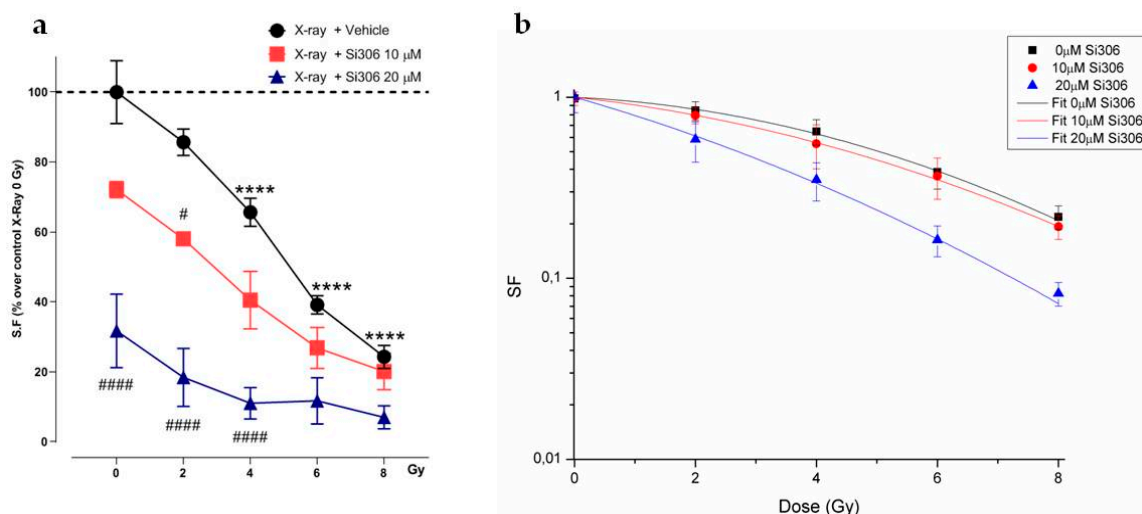 a
X-ray + Vehicle
X-ray + Si306 10 μM
X-ray + Si306 20 μM
S.F (% over control X-Ray 0 Gy)
100
80
60
40
20
0
****
#
****
****
####
####
####
0 2 4 6 8 Gy
b
0μM Si306
10μM Si306
20μM Si306
Fit 0μM Si306
Fit 10μM Si306
Fit 20μM Si306
SF
1
0,1
0,01
0 2 4 6 8
Dose (Gy)